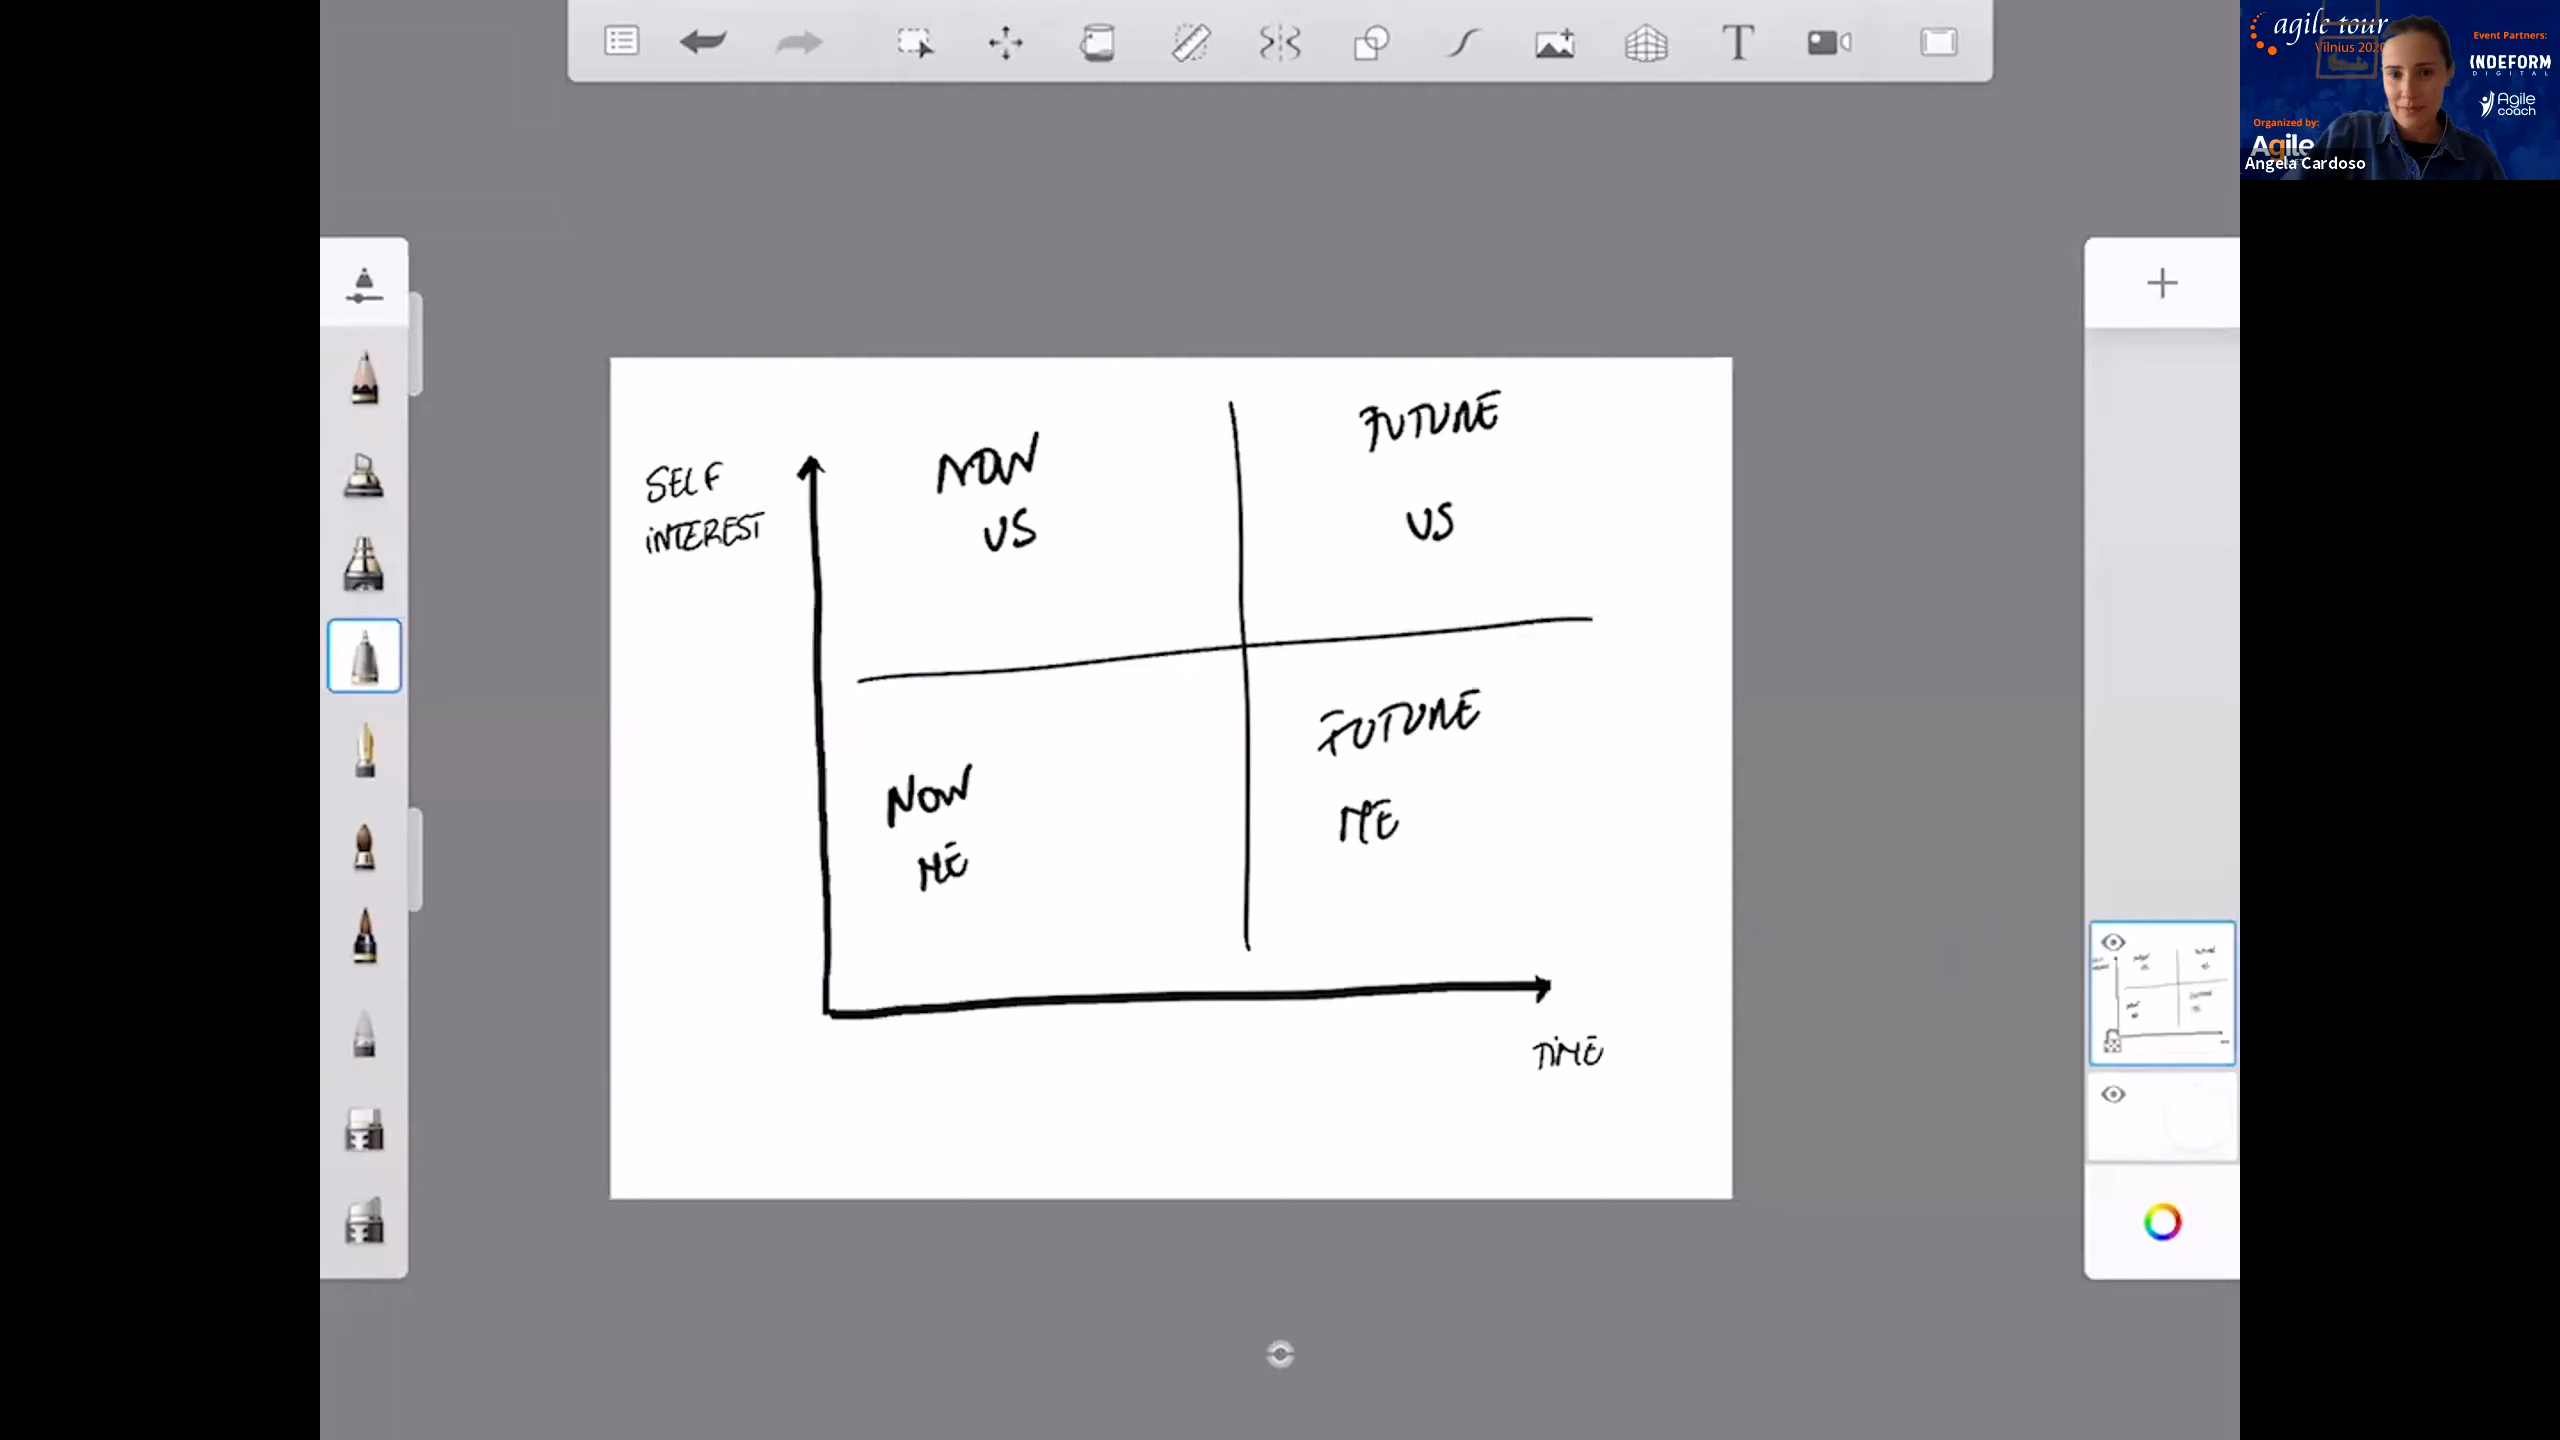 agile tour
Vilnius 2020
Event Partners:
INDEFORM
DIGITAL
Agile
coach
Organized by:
Agile
Angela Cardoso
T
SELF
INTEREST
NOW
US
FUTURE
US
NOW
ME
FUTURE
ME
TIME